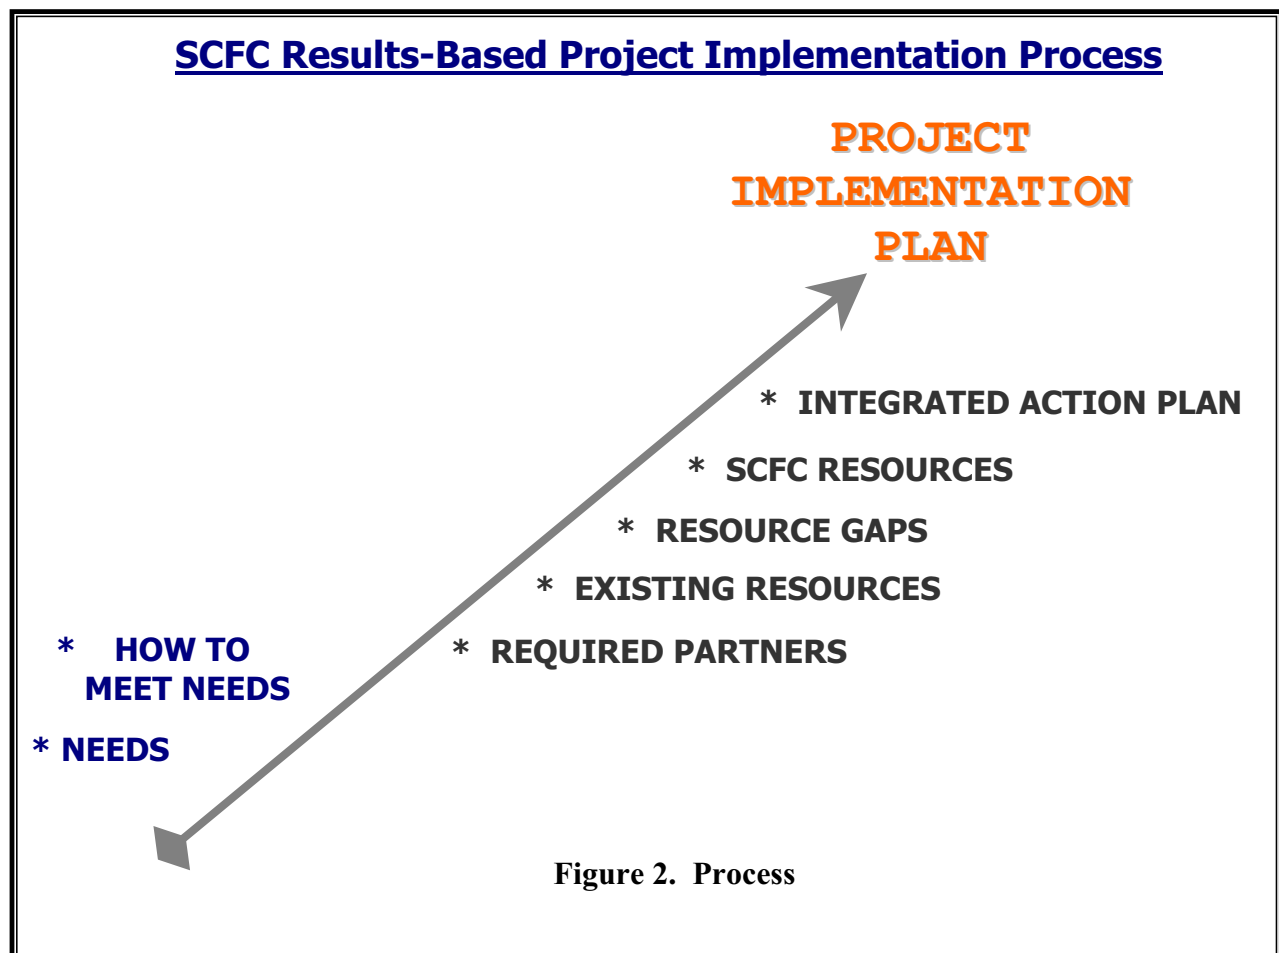 SCFC Results-Based Project Implementation Process
PROJECT
IMPLEMENTATION
PLAN
* INTEGRATED ACTION PLAN
* SCFC RESOURCES
* RESOURCE GAPS
* EXISTING RESOURCES
* REQUIRED PARTNERS
* HOW TO
MEET NEEDS
* NEEDS
Figure 2. Process